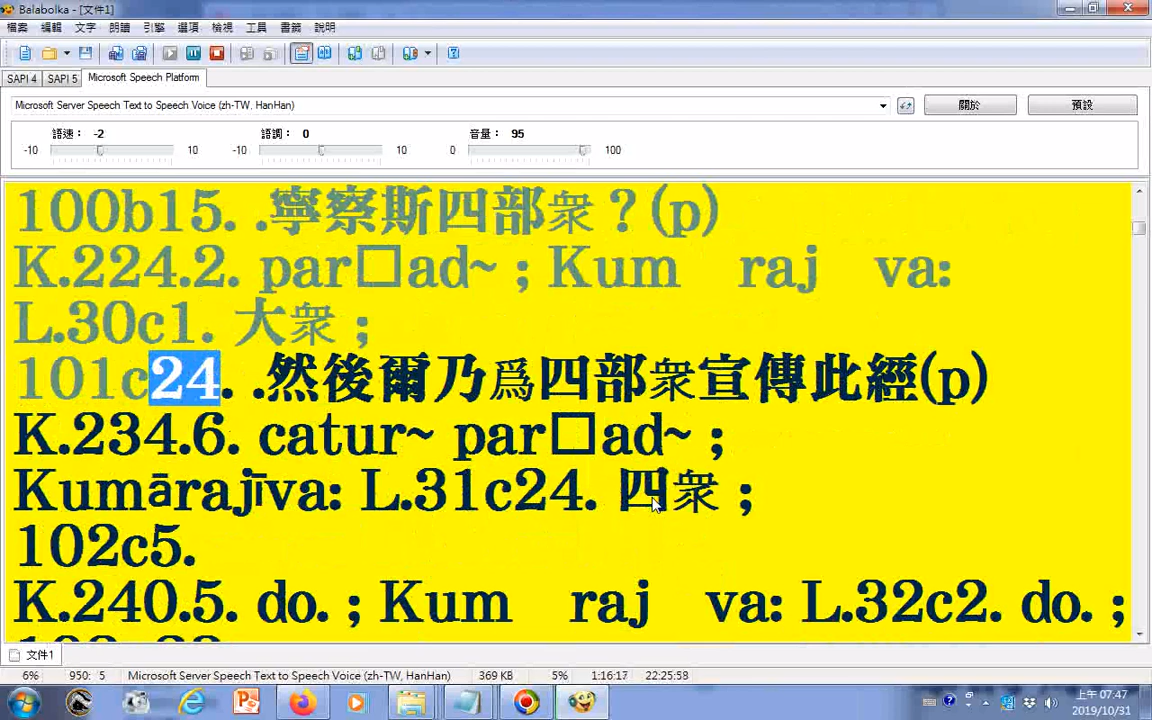 Balabolka - [文件1]
檔案 編輯 文字 朗讀 引擎 選項 檢視 工具 書籤 說明
SAPI 4 SAPI 5 Microsoft Speech Platform
Microsoft Server Speech Text to Speech Voice (zh-TW, HanHan) 關於 預設
語速： -2 語調： 0 音量： 95
-10 10 -10 10 0 100
100b15. .寧察斯四部衆？(p)
K.224.2. par□ad~ ; Kum raj va:
L.30c1. 大衆；
101c24. .然後爾乃爲四部衆宣傳此經(p)
K.234.6. catur~ par□ad~ ;
Kumārajīva: L.31c24. 四衆；
102c5.
K.240.5. do. ; Kum raj va: L.32c2. do. ;
文件1
6% 950: 5 Microsoft Server Speech Text to Speech Voice (zh-TW, HanHan) 369 KB 5% 1:16:17 22:25:58
上午 07:47
2019/10/31